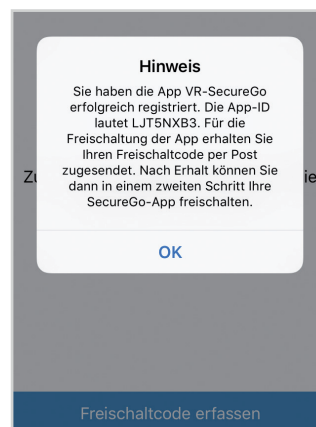 Hinweis
Sie haben die App VR-SecureGo
erfolgreich registriert. Die App-ID
lautet LJT5NXB3. Für die
Freischaltung der App erhalten Sie
Ihren Freischaltcode per Post
zugesendet. Nach Erhalt können Sie
dann in einem zweiten Schritt Ihre
SecureGo-App freischalten.
OK
Freischaltcode erfassen